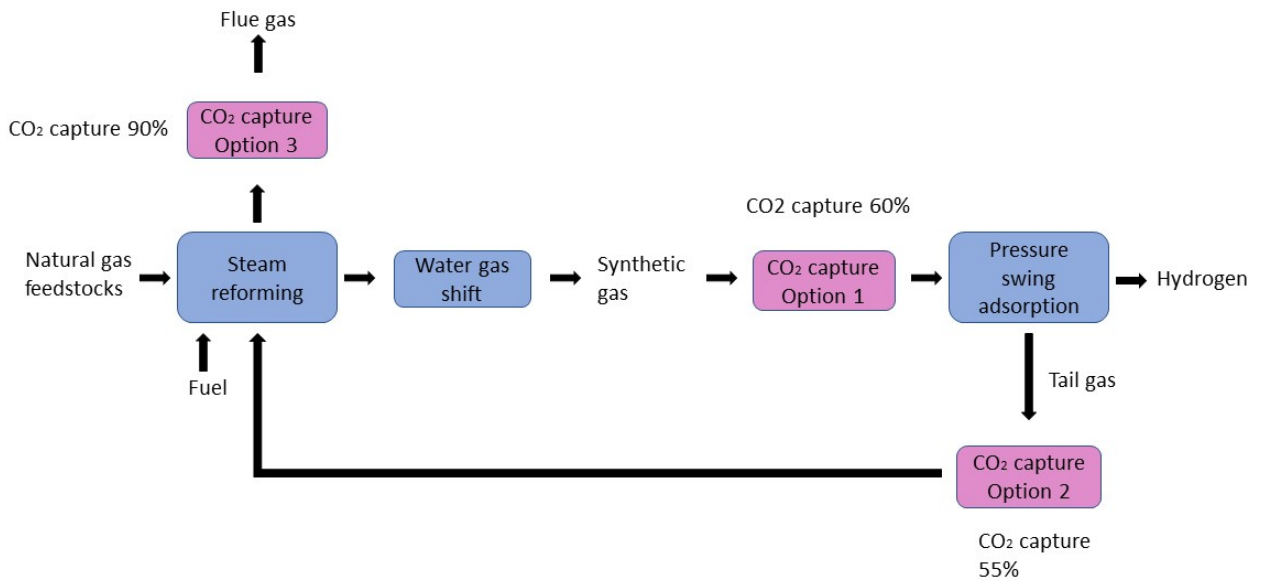 Flue gas
CO₂ capture 90%
CO₂ capture
Option 3
Natural gas
feedstocks
Steam
reforming
Fuel
Water gas
shift
Synthetic
gas
CO2 capture 60%
CO₂ capture
Option 1
Pressure
swing
adsorption
Hydrogen
Tail gas
CO₂ capture
Option 2
CO₂ capture
55%